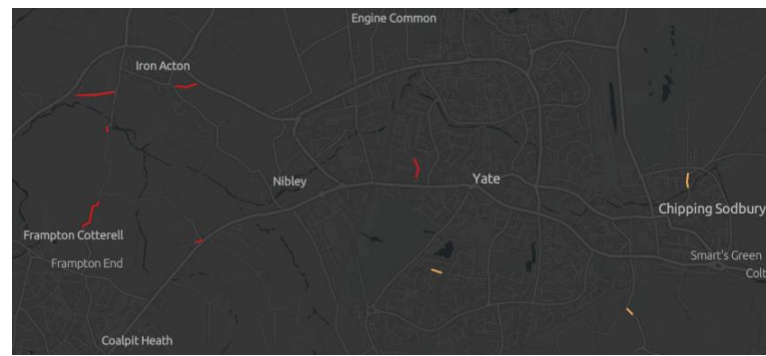 Engine Common
Iron Acton
Nibley
Yate
Chipping Sodbury
Frampton Cotterell
Smart's Green
Frampton End
Colt
Coalpit Heath